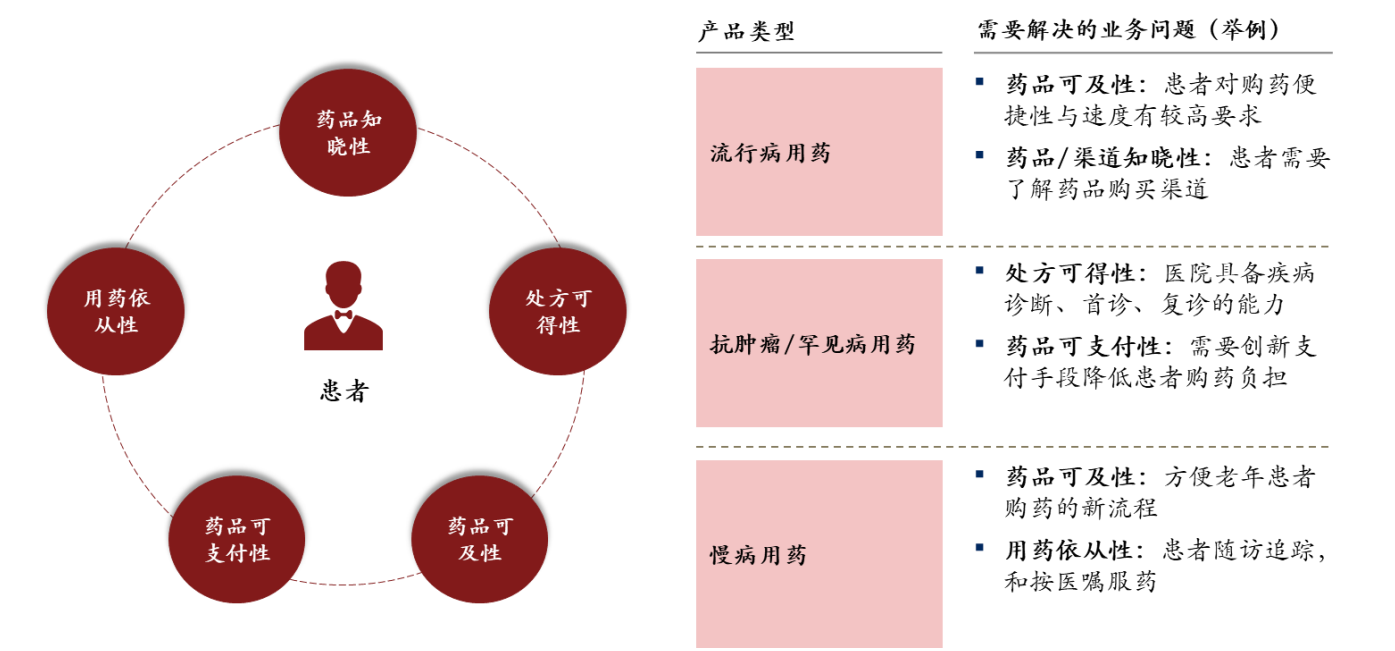 药品知
晓性
用药依
从性
处方可
得性
患者
药品可
支付性
药品可
及性
产品类型
需要解决的业务问题（举例）
流行病用药
▪ 药品可及性：患者对购药便
捷性与速度有较高要求
▪ 药品/渠道知晓性：患者需要
了解药品购买渠道
抗肿瘤/罕见病用药
▪ 处方可得性：医院具备疾病
诊断、首诊、复诊的能力
▪ 药品可支付性：需要创新支
付手段降低患者购药负担
慢病用药
▪ 药品可及性：方便老年患者
购药的新流程
▪ 用药依从性：患者随访追踪，
和按医嘱服药